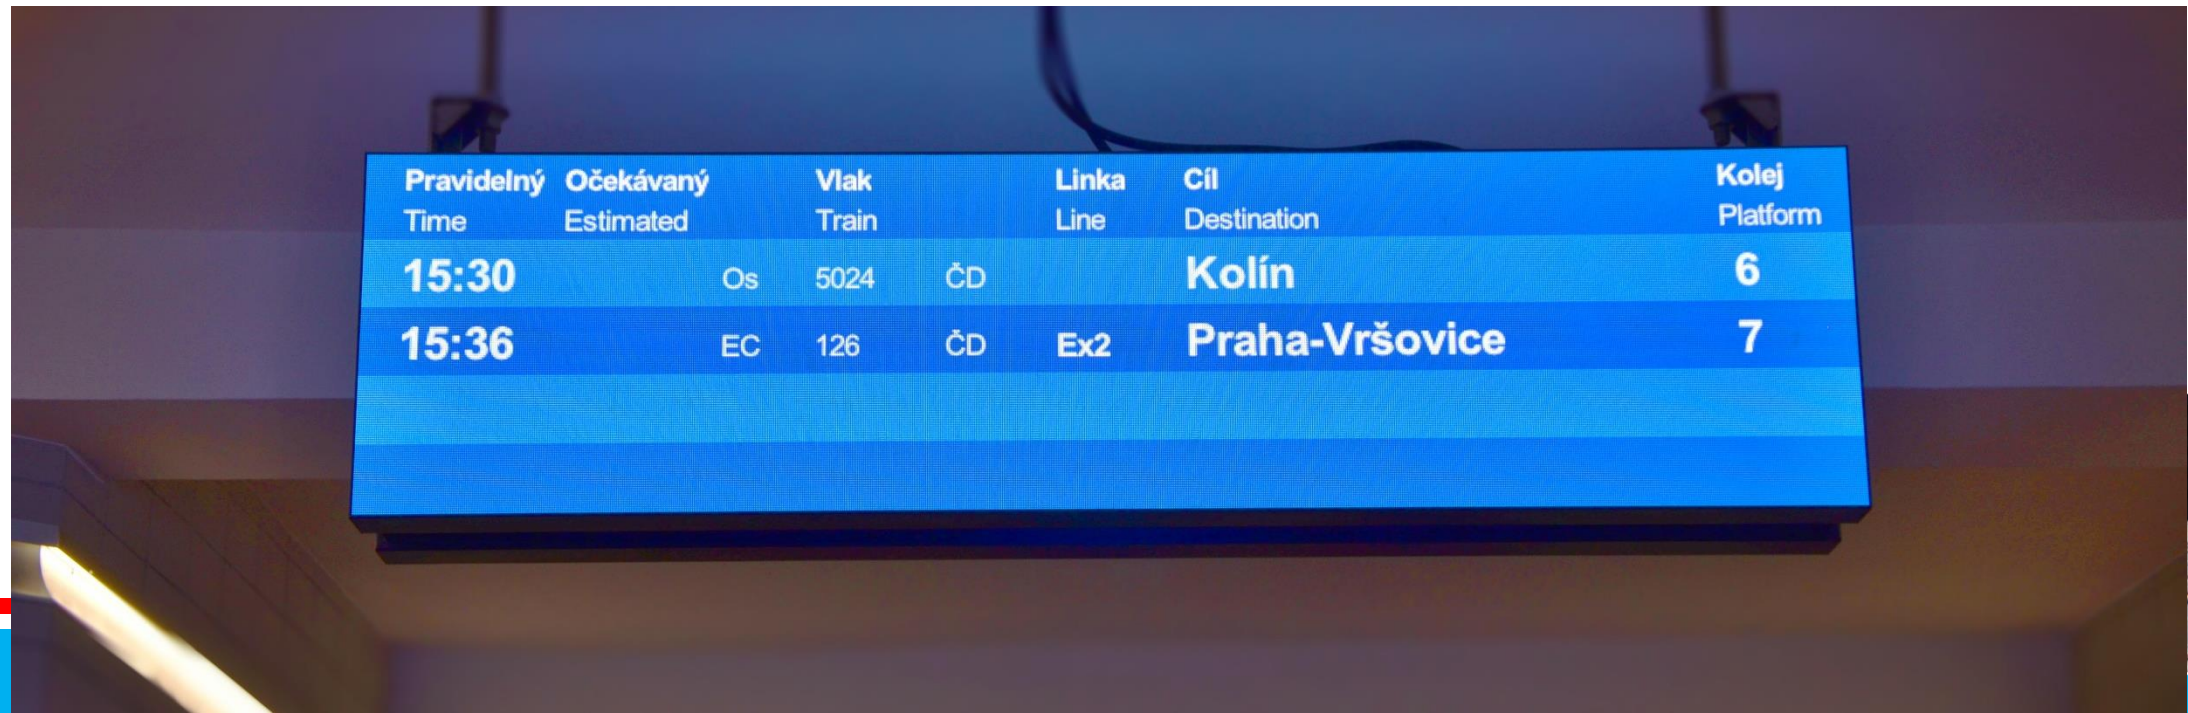 Pravidelný Očekávaný Vlak Linka Cíl Kolej
Time Estimated Train Line Destination Platform
15:30 Os 5024 ČD Kolín 6
15:36 EC 126 ČD Ex2 Praha-Vršovice 7